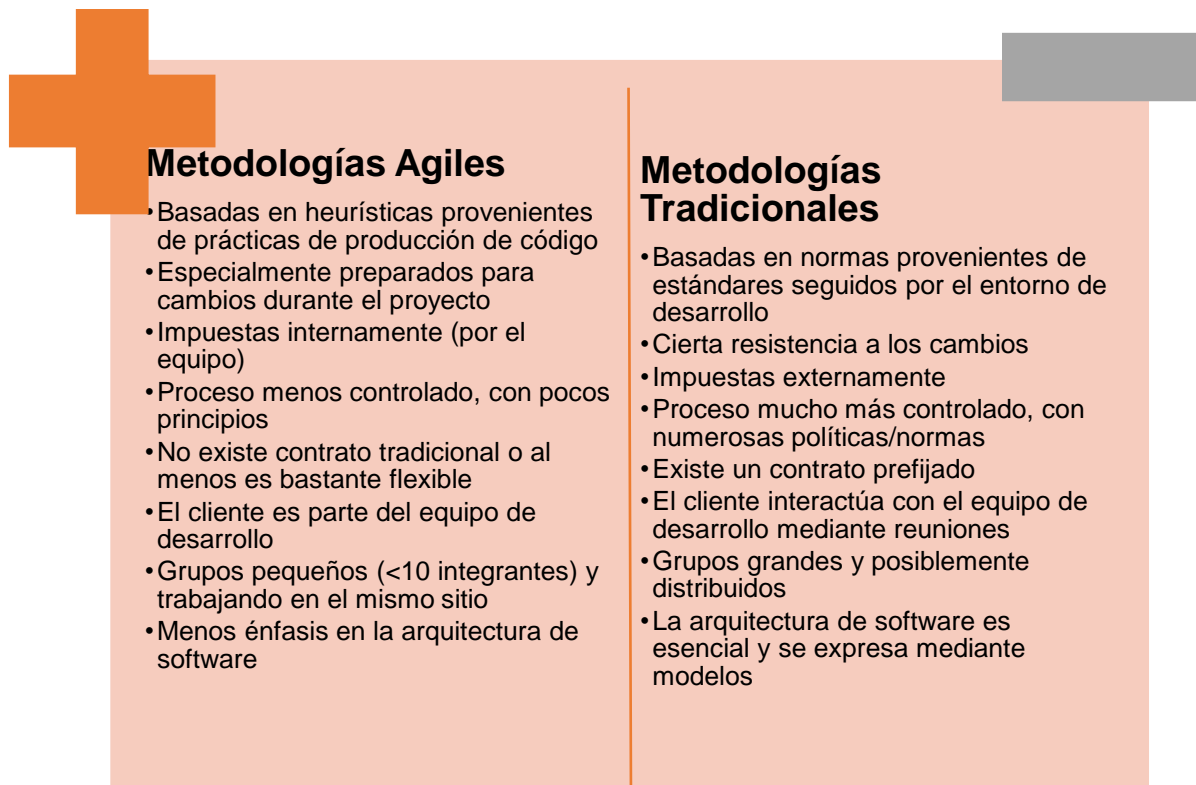 Metodologías Agiles
•Basadas en heurísticas provenientes
de prácticas de producción de código
•Especialmente preparados para
cambios durante el proyecto
•Impuestas internamente (por el
equipo)
•Proceso menos controlado, con pocos
principios
•No existe contrato tradicional o al
menos es bastante flexible
•El cliente es parte del equipo de
desarrollo
•Grupos pequeños (<10 integrantes) y
trabajando en el mismo sitio
•Menos énfasis en la arquitectura de
software
Metodologías
Tradicionales
•Basadas en normas provenientes de
estándares seguidos por el entorno de
desarrollo
•Cierta resistencia a los cambios
•Impuestas externamente
•Proceso mucho más controlado, con
numerosas políticas/normas
•Existe un contrato prefijado
•El cliente interactúa con el equipo de
desarrollo mediante reuniones
•Grupos grandes y posiblemente
distribuidos
•La arquitectura de software es
esencial y se expresa mediante
modelos